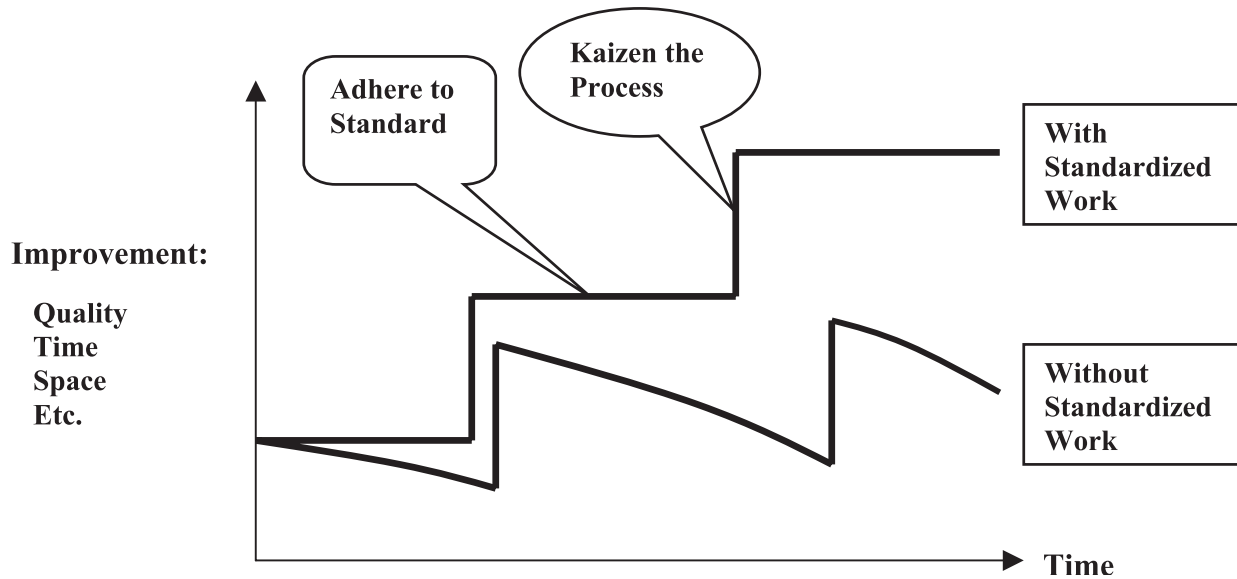 Kaizen the
Process
Adhere to
Standard
With
Standardized
Work
Improvement:
Quality
Time
Space
Etc.
Without
Standardized
Work
Time